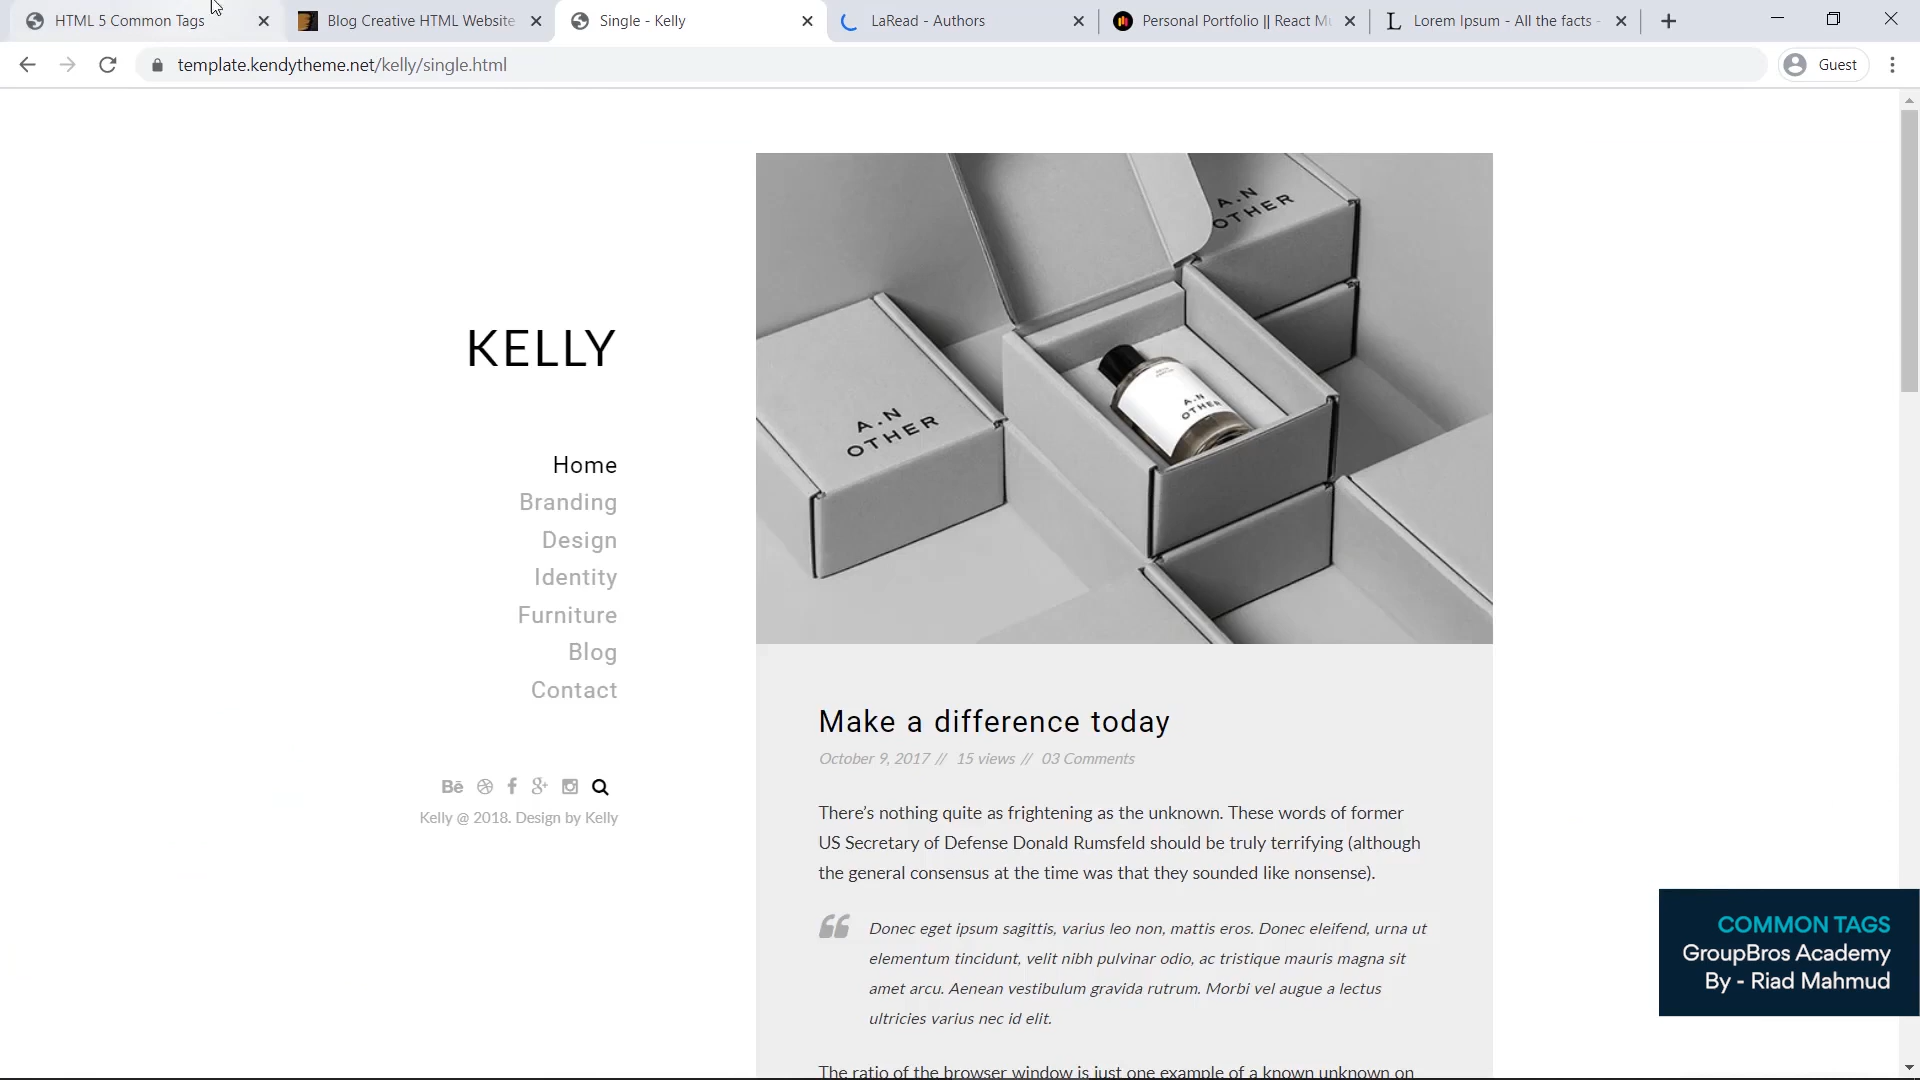 HTML 5 Common Tags
Blog Creative HTML Website
Single - Kelly
LaRead - Authors
Personal Portfolio || React Mu
Lorem Ipsum - All the facts -
template.kendytheme.net/kelly/single.html
Guest
KELLY
Home
Branding
Design
Identity
Furniture
Blog
Contact
Bē
Kelly @ 2018. Design by Kelly
A.N
OTHER
A.N
OTHER
A.N
OTHER
Make a difference today
October 9, 2017 // 15 views // 03 Comments
There’s nothing quite as frightening as the unknown. These words of former
US Secretary of Defense Donald Rumsfeld should be truly terrifying (although
the general consensus at the time was that they sounded like nonsense).
Donec eget ipsum sagittis, varius leo non, mattis eros. Donec eleifend, urna ut
elementum tincidunt, velit nibh pulvinar odio, ac tristique mauris magna sit
amet arcu. Aenean vestibulum gravida rutrum. Morbi vel augue a lectus
ultricies varius nec id elit.
The ratio of the browser window is just one example of a known unknown on
COMMON TAGS
GroupBros Academy
By - Riad Mahmud